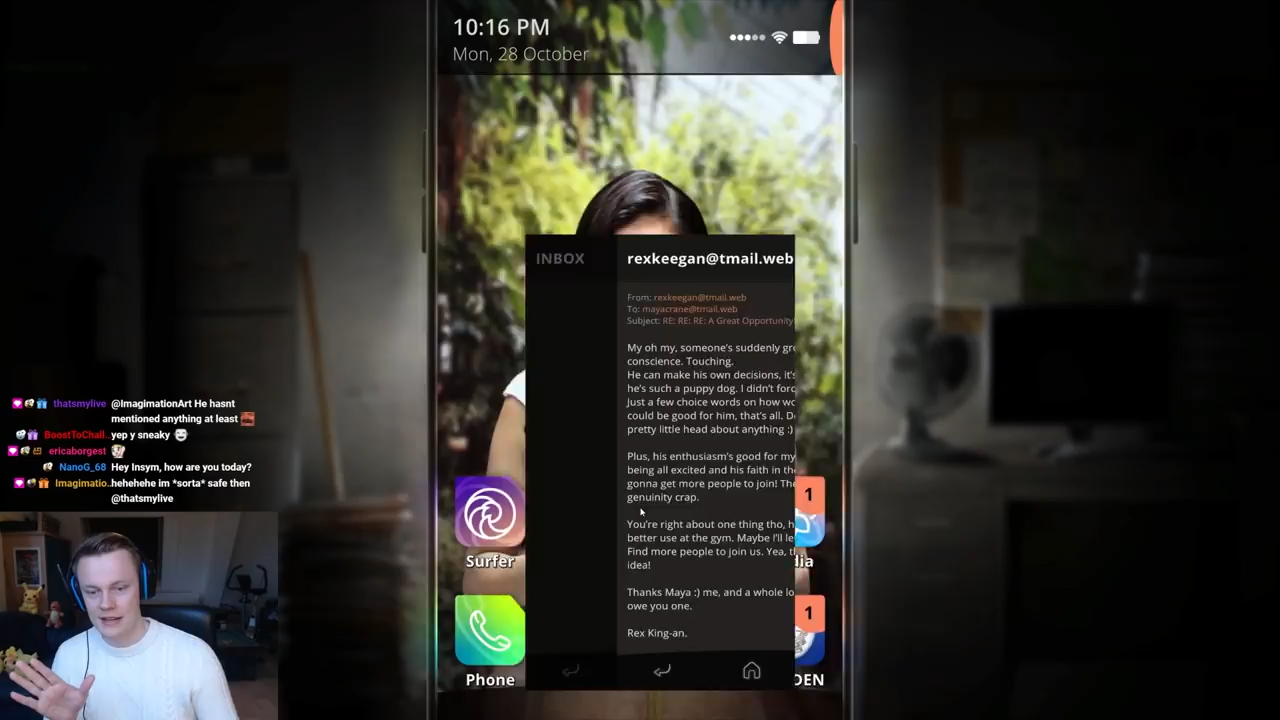 10:16 PM
Mon, 28 October
INBOX
rexkeegan@tmail.web
From: rexkeegan@tmail.web
To: mayacrane@tmail.web
Subject: RE: RE: RE: A Great Opportunity
My oh my, someone's suddenly gr
conscience. Touching.
He can make his own decisions, it's
he's such a puppy dog. I didn't forc
Just a few choice words on how wo
could be good for him, that's all. D
pretty little head about anything :)
Plus, his enthusiasm's good for my
being all excited and his faith in th
gonna get more people to join! The
genuinity crap.
You're right about one thing tho, h
better use at the gym. Maybe I'll le
Find more people to join us. Yea, t
idea!
Thanks Maya :) me, and a whole lo
owe you one.
Rex King-an.
1
Surfer
dia
1
Phone
DEN
thatsmylive @ImagimationArt He hasnt
mentioned anything at least
BoostToChall.. yep y sneaky
ericaborgest
NanoG_68 Hey Insym, how are you today?
Imagimatio.. hehehehe im *sorta* safe then
@thatsmylive